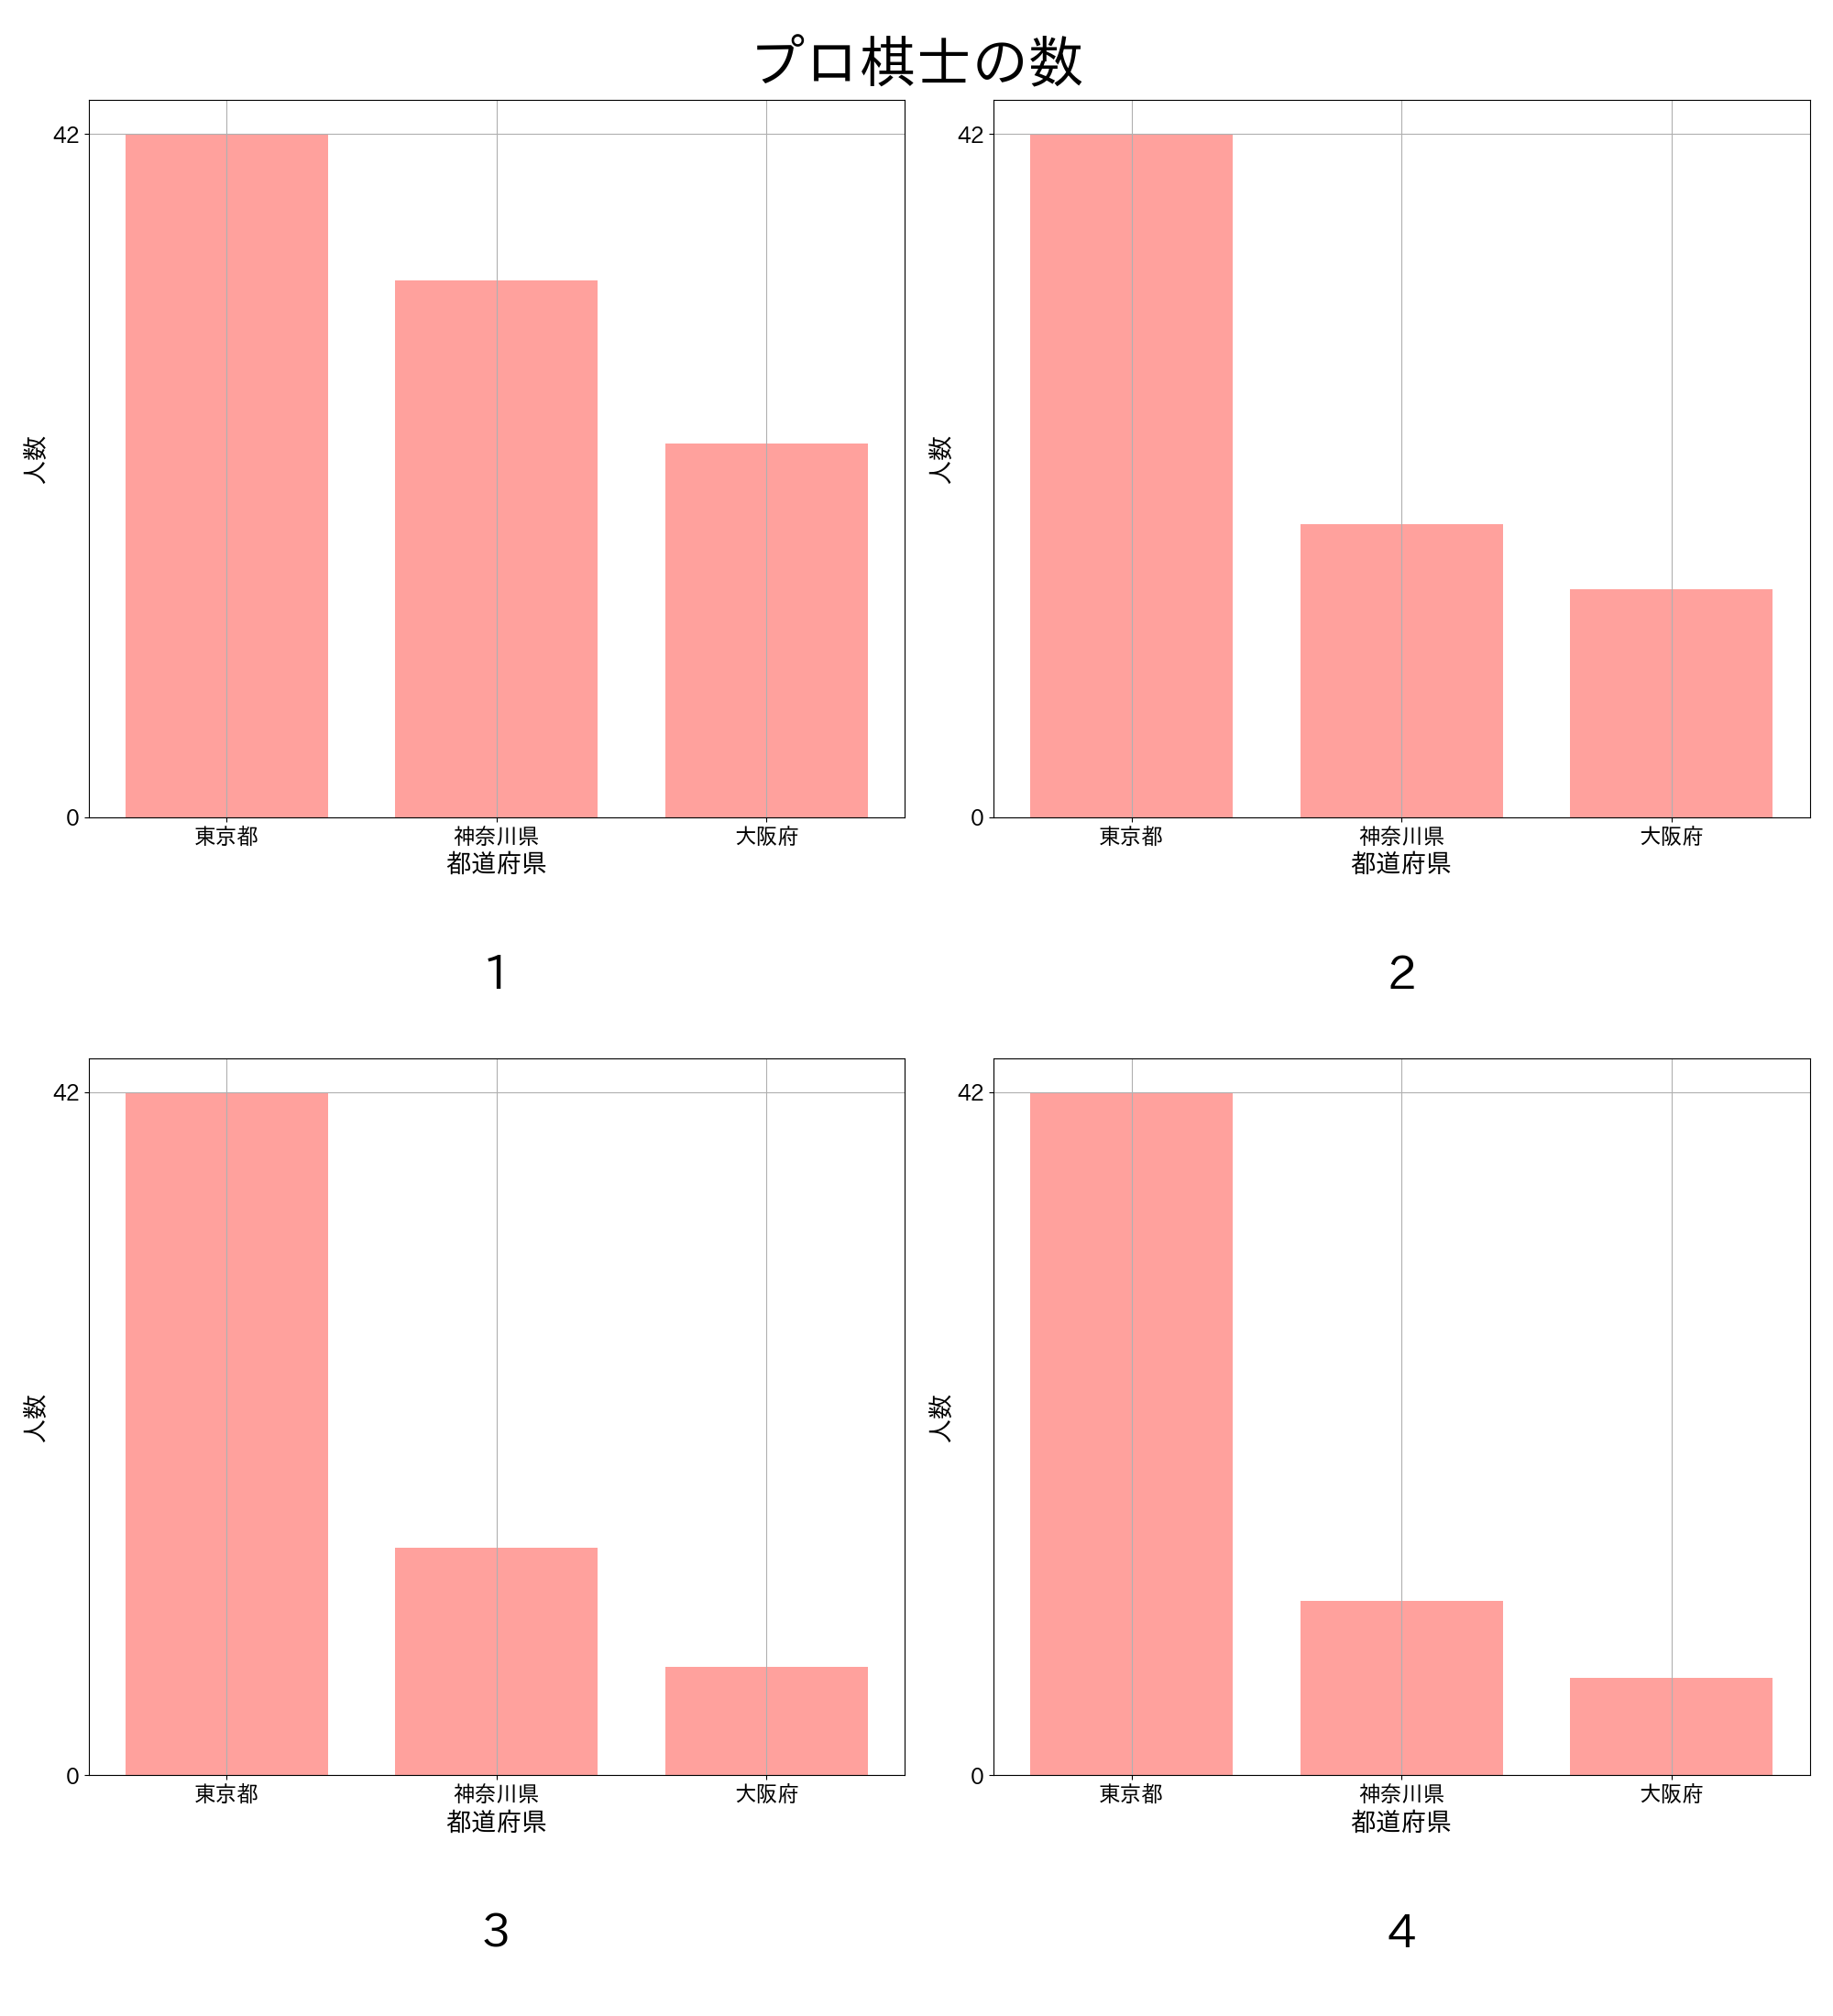 プロ棋士の数
42
0
人数
東京都 神奈川県 大阪府
都道府県
1
42
0
人数
東京都 神奈川県 大阪府
都道府県
2
42
0
人数
東京都 神奈川県 大阪府
都道府県
3
42
0
人数
東京都 神奈川県 大阪府
都道府県
4